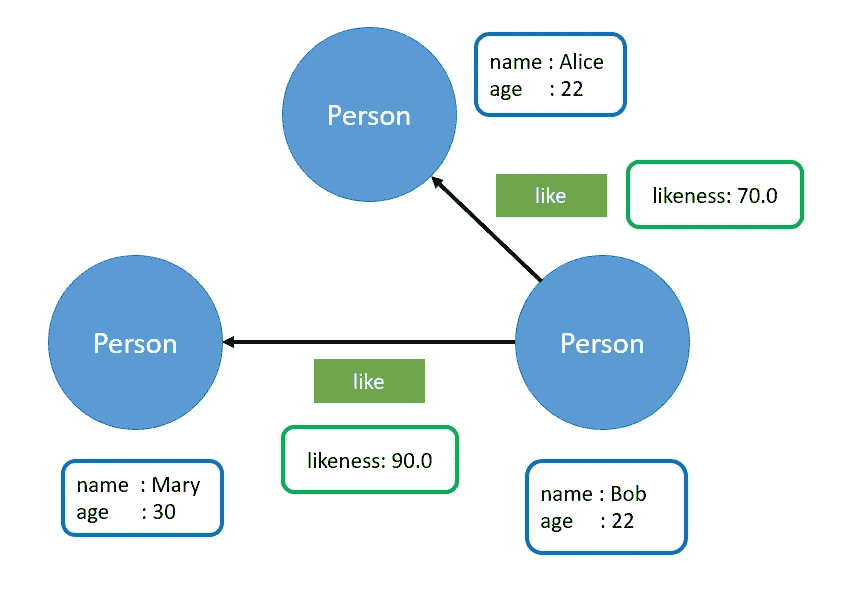 name : Alice
age : 22
Person
like
likeness: 70.0
Person
Person
like
likeness: 90.0
name : Mary
age : 30
name : Bob
age : 22